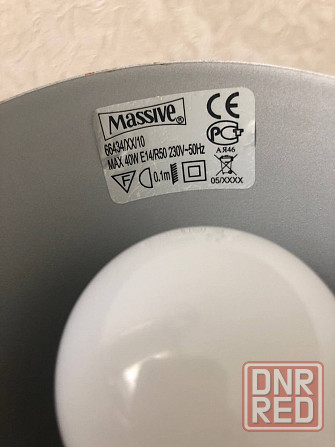 Massive®
CE
66434/XX/10
MAX 40W E14/R50 230V~50Hz
АЯ46
F
0.1m
05/XXXX
DNR
RED